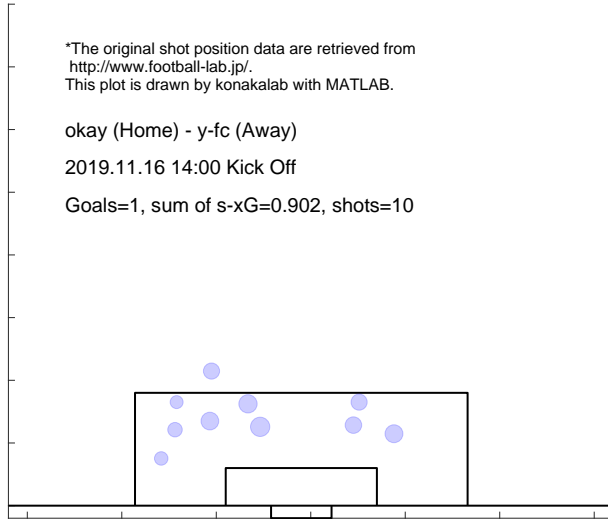 *The original shot position data are retrieved from
http://www.football-lab.jp/.
This plot is drawn by konakalab with MATLAB.
okay (Home) - y-fc (Away)
2019.11.16 14:00 Kick Off
Goals=1, sum of s-xG=0.902, shots=10